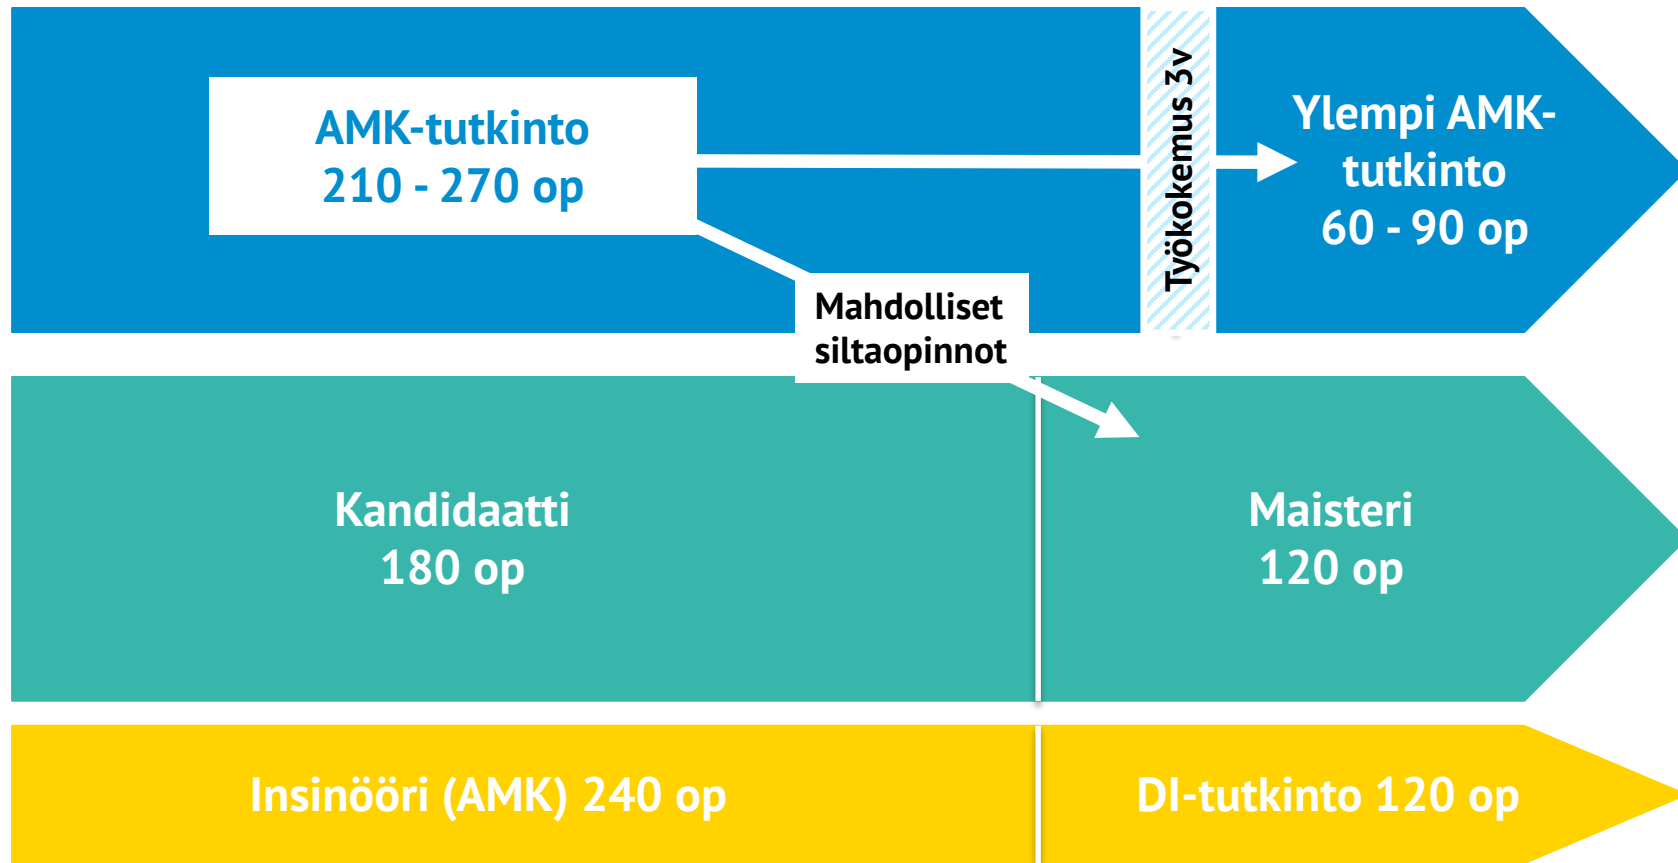 AMK-tutkinto
210 - 270 op
Työkokemus 3v
Ylempi AMK-
tutkinto
60 - 90 op
Mahdolliset
siltaopinnot
Kandidaatti
180 op
Maisteri
120 op
Insinööri (AMK) 240 op
DI-tutkinto 120 op